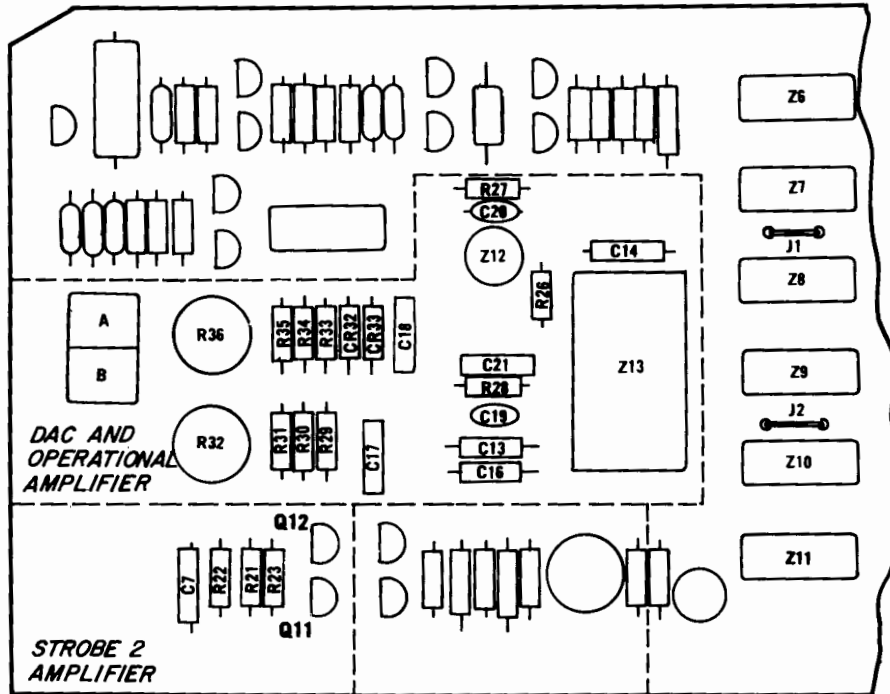 Z6
Z7
J1
R27
C20
Z12
C14
Z8
R26
A
B
R36
R35
R34
R33
CR32
CR33
C18
C21
R28
Z13
Z9
J2
R32
R31
R30
R29
C17
C19
C13
C16
Z10
DAC AND
OPERATIONAL
AMPLIFIER
Q12
C7
R22
R21
R23
Q11
Z11
STROBE 2
AMPLIFIER